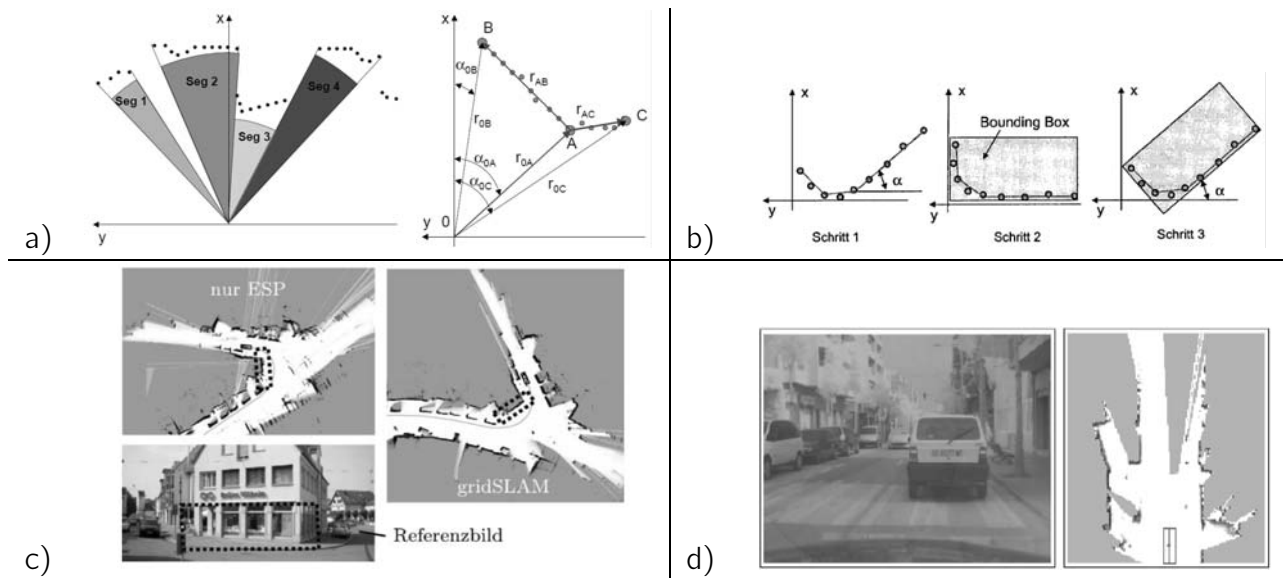 x
Seg 1
Seg 2
Seg 3
Seg 4
y
a)
x
B
α0B
rAB
r0B
rAC
C
A
α0A
r0A
α0C
r0C
y 0
x
α
y
Schritt 1
x
Bounding Box
y
Schritt 2
x
α
y
Schritt 3
b)
nur ESP
gridSLAM
Referenzbild
c)
d)